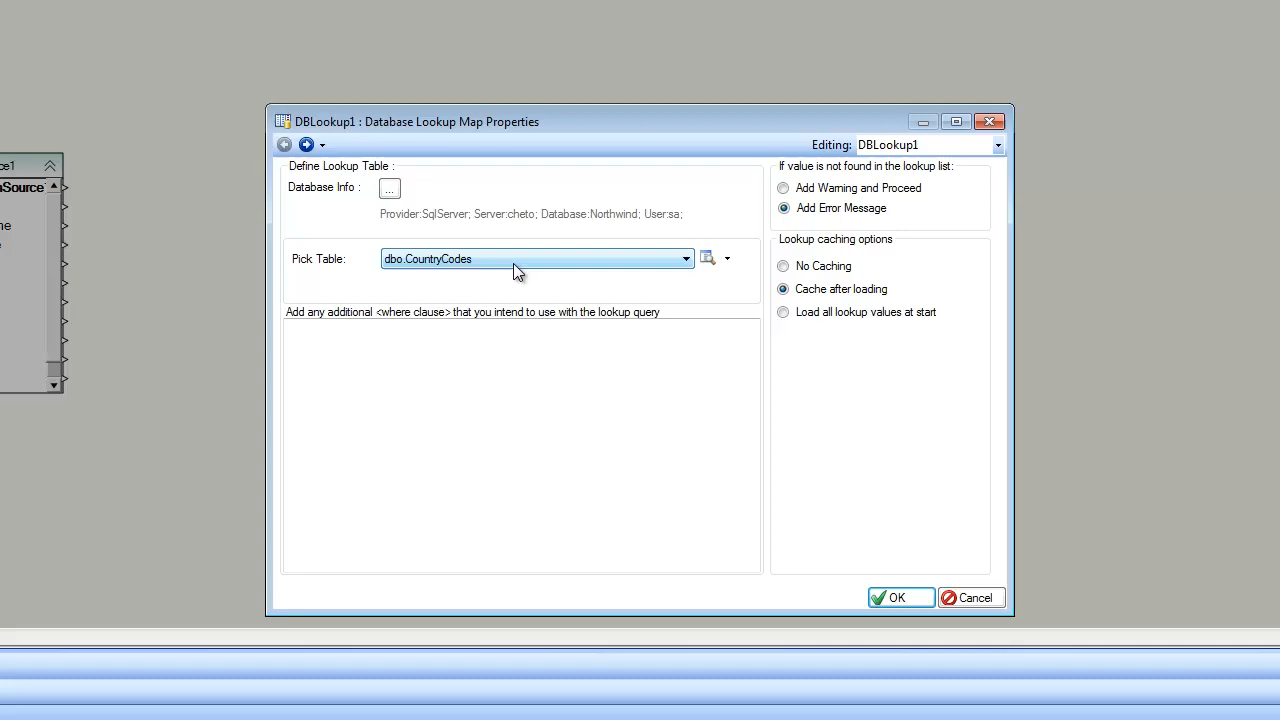 DBLookup1 : Database Lookup Map Properties
Editing: DBLookup1
ce1
nSource
ne
e
Define Lookup Table :
Database Info : ...
Provider:SqlServer; Server:cheto; Database:Northwind; User:sa;
Pick Table: dbo.CountryCodes
Add any additional <where clause> that you intend to use with the lookup query
If value is not found in the lookup list:
Add Warning and Proceed
Add Error Message
Lookup caching options
No Caching
Cache after loading
Load all lookup values at start
OK
Cancel